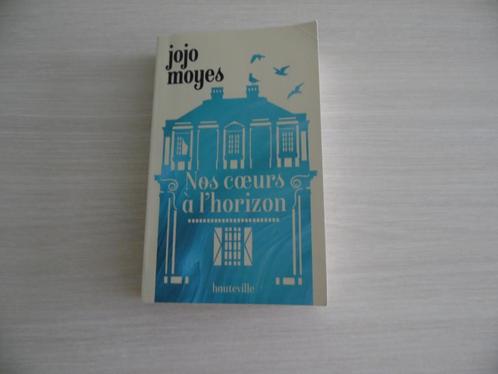 jojo
moyes
Nos cœurs
à l'horizon
hauteville